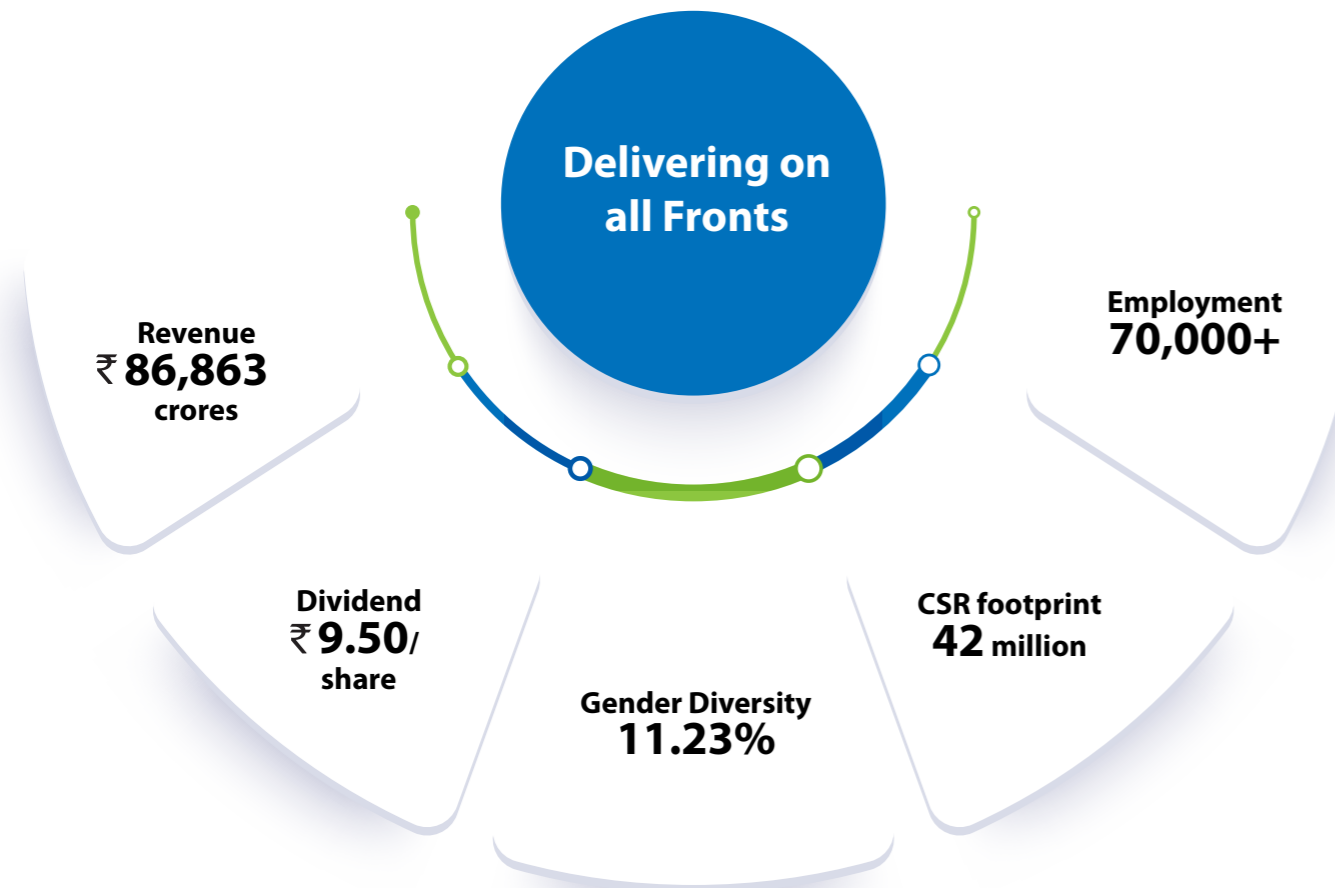 Delivering on
all Fronts
Revenue
₹ 86,863
crores
Dividend
₹ 9.50/
share
Gender Diversity
11.23%
CSR footprint
42 million
Employment
70,000+